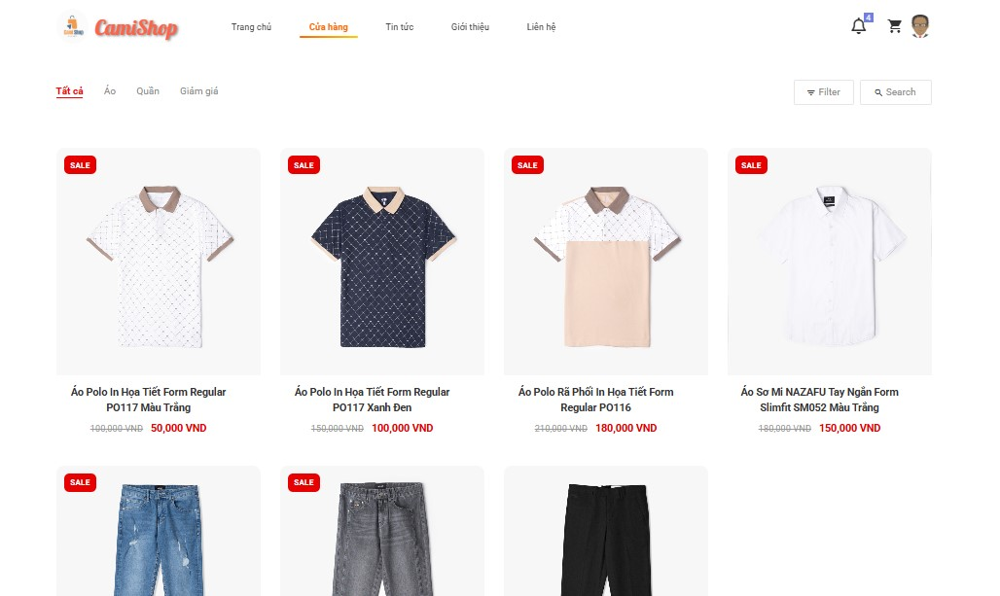 CamiShop
Trang chủ
Cửa hàng
Tin tức
Giới thiệu
Liên hệ
4
Tất cả
Áo
Quần
Giảm giá
Filter
Search
SALE
SALE
SALE
SALE
Áo Polo In Họa Tiết Form Regular
PO117 Màu Trắng
100,000 VND 50,000 VND
Áo Polo In Họa Tiết Form Regular
PO117 Xanh Đen
150,000 VND 100,000 VND
Áo Polo Rã Phối In Họa Tiết Form
Regular PO116
210,000 VND 180,000 VND
Áo Sơ Mi NAZAFU Tay Ngắn Form
Slimfit SM052 Màu Trắng
180,000 VND 150,000 VND
SALE
SALE